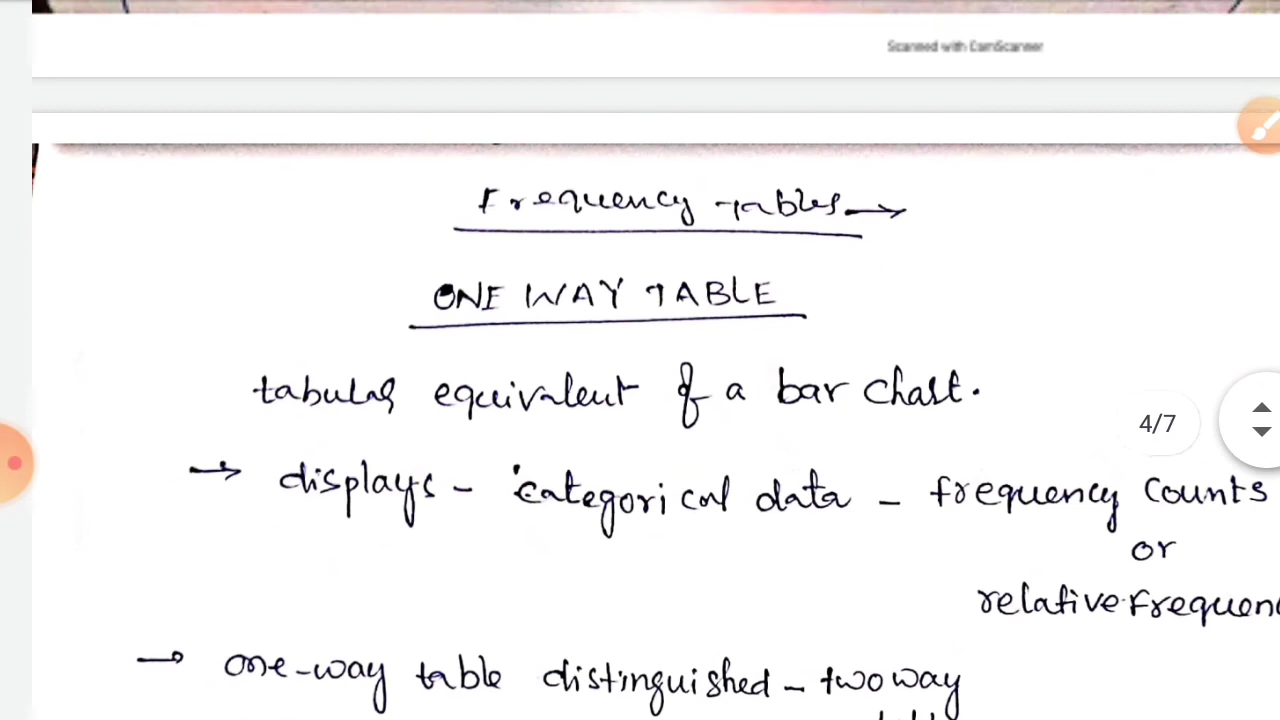 Scanned with CamScanner
Frequency tables →
ONE WAY TABLE
tabular equivalent of a bar chart.
→ displays - categorical data - frequency counts
or
relative frequen
4/7
→ one-way table distinguished - two way